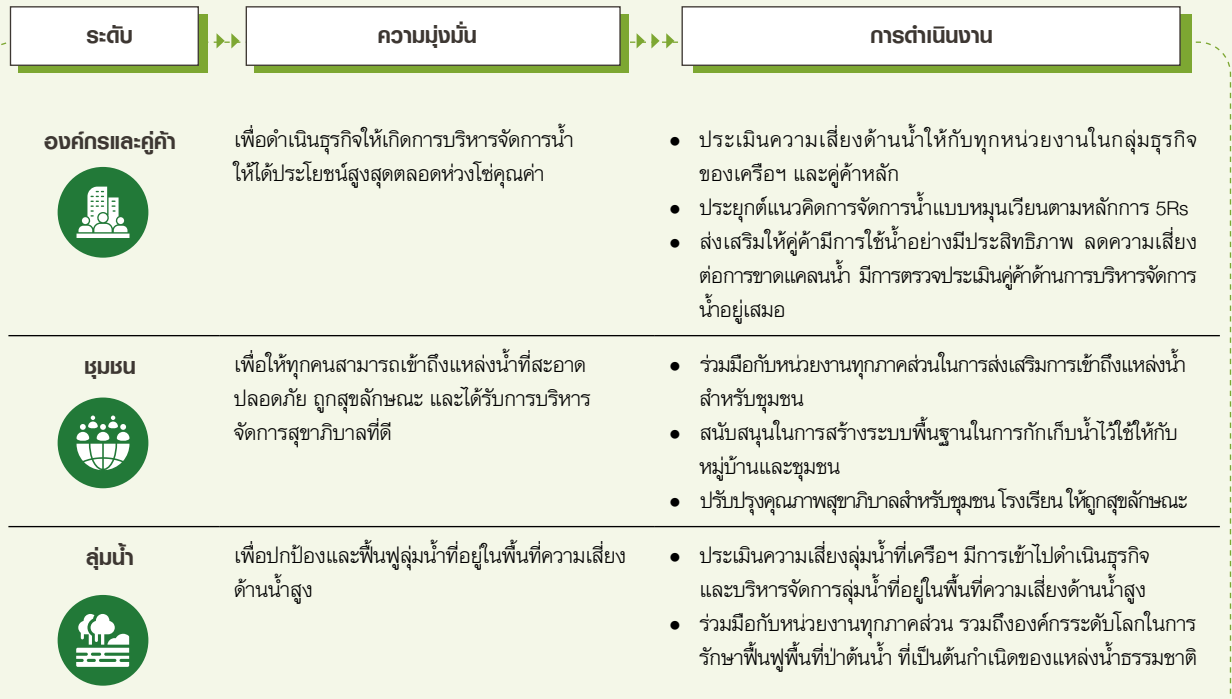 ระดับ
ความมุ่งมั่น
การดำเนินงาน
องค์กรและคู่ค้า
เพื่อดำเนินธุรกิจให้เกิดการบริหารจัดการน้ำ
ให้ได้ประโยชน์สูงสุดตลอดห่วงโซ่คุณค่า
● ประเมินความเสี่ยงด้านน้ำให้กับทุกหน่วยงานในกลุ่มธุรกิจ
ของเครือฯ และคู่ค้าหลัก
● ประยุกต์แนวคิดการจัดการน้ำแบบหมุนเวียนตามหลักการ 5Rs
● ส่งเสริมให้คู่ค้ามีการใช้น้ำอย่างมีประสิทธิภาพ ลดความเสี่ยง
ต่อการขาดแคลนน้ำ มีการตรวจประเมินคู่ค้าด้านการบริหารจัดการ
น้ำอยู่เสมอ
ชุมชน
เพื่อให้ทุกคนสามารถเข้าถึงแหล่งน้ำที่สะอาด
ปลอดภัย ถูกสุขลักษณะ และได้รับการบริหาร
จัดการสุขาภิบาลที่ดี
● ร่วมมือกับหน่วยงานทุกภาคส่วนในการส่งเสริมการเข้าถึงแหล่งน้ำ
สำหรับชุมชน
● สนับสนุนในการสร้างระบบพื้นฐานในการกักเก็บน้ำไว้ใช้ให้กับ
หมู่บ้านและชุมชน
● ปรับปรุงคุณภาพสุขาภิบาลสำหรับชุมชน โรงเรียน ให้ถูกสุขลักษณะ
ลุ่มน้ำ
เพื่อปกป้องและฟื้นฟูลุ่มน้ำที่อยู่ในพื้นที่ความเสี่ยง
ด้านน้ำสูง
● ประเมินความเสี่ยงลุ่มน้ำที่เครือฯ มีการเข้าไปดำเนินธุรกิจ
และบริหารจัดการลุ่มน้ำที่อยู่ในพื้นที่ความเสี่ยงด้านน้ำสูง
● ร่วมมือกับหน่วยงานทุกภาคส่วน รวมถึงองค์กรระดับโลกในการ
รักษาฟื้นฟูพื้นที่ป่าต้นน้ำ ที่เป็นต้นกำเนิดของแหล่งน้ำธรรมชาติ